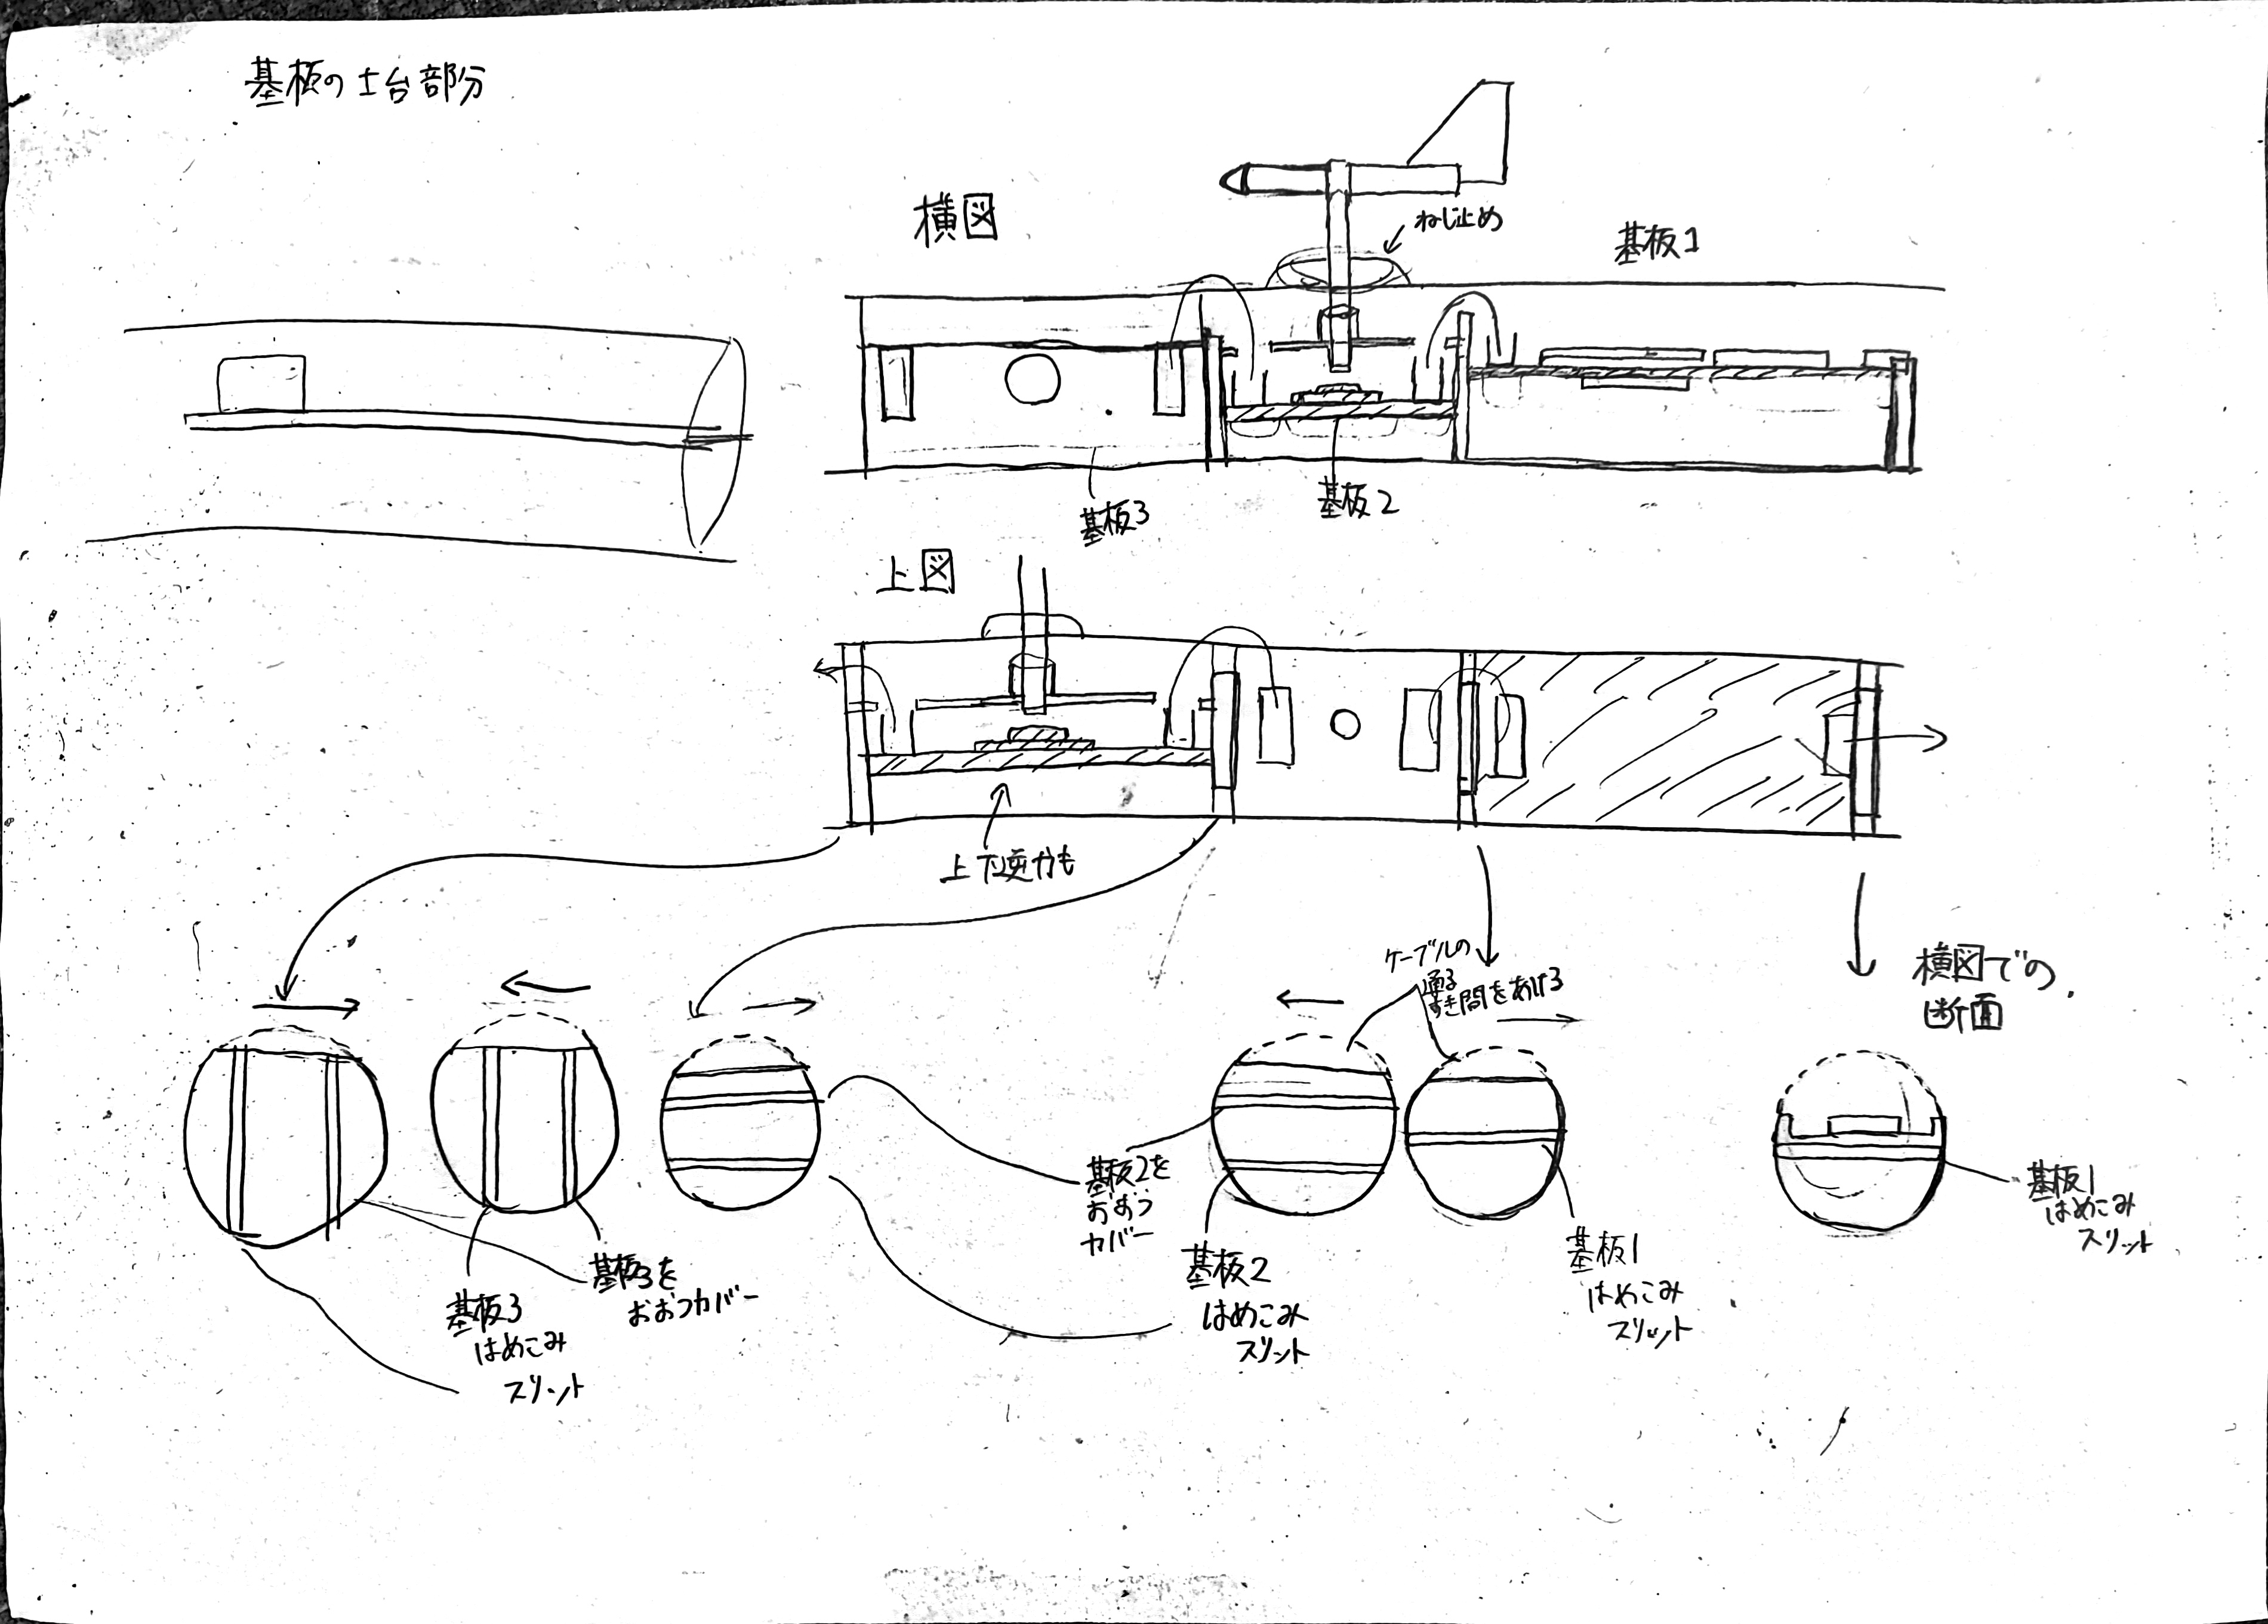 基板の土台部分
横図
ねじ止め
基板1
基板3
基板2
上図
上下逆かも
ケーブルの
通る
すき間をあける
横図での
断面
基板2を
おおう
カバー
基板1
はめこみ
スリット
基板3を
おおうカバー
基板3
はめこみ
スリット
基板2
はめこみ
スリット
基板1
はめこみ
スリット